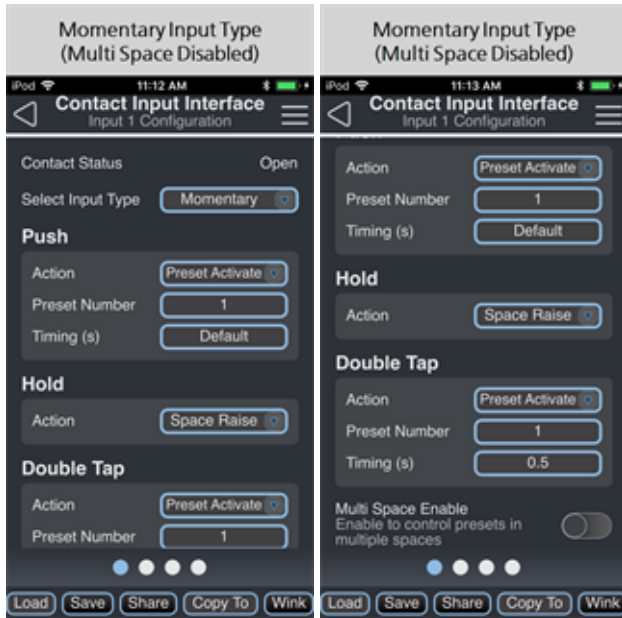 Momentary Input Type
(Multi Space Disabled)
iPod 11:12 AM
Contact Input Interface
Input 1 Configuration
Contact Status Open
Select Input Type Momentary
Push
Action Preset Activate
Preset Number 1
Timing (s) Default
Hold
Action Space Raise
Double Tap
Action Preset Activate
Preset Number 1
Load Save Share Copy To Wink
Momentary Input Type
(Multi Space Disabled)
iPod 11:13 AM
Contact Input Interface
Input 1 Configuration
Action Preset Activate
Preset Number 1
Timing (s) Default
Hold
Action Space Raise
Double Tap
Action Preset Activate
Preset Number 1
Timing (s) 0.5
Multi Space Enable
Enable to control presets in
multiple spaces
Load Save Share Copy To Wink